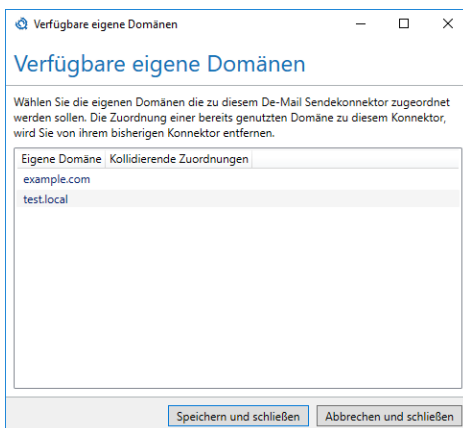 Verfügbare eigene Domänen
Verfügbare eigene Domänen
Wählen Sie die eigenen Domänen die zu diesem De-Mail Sendekonnektor zugeordnet
werden sollen. Die Zuordnung einer bereits genutzten Domäne zu diesem Konnektor,
wird Sie von ihrem bisherigen Konnektor entfernen.
Eigene Domäne Kollidierende Zuordnungen
example.com
test.local
Speichern und schließen Abbrechen und schließen